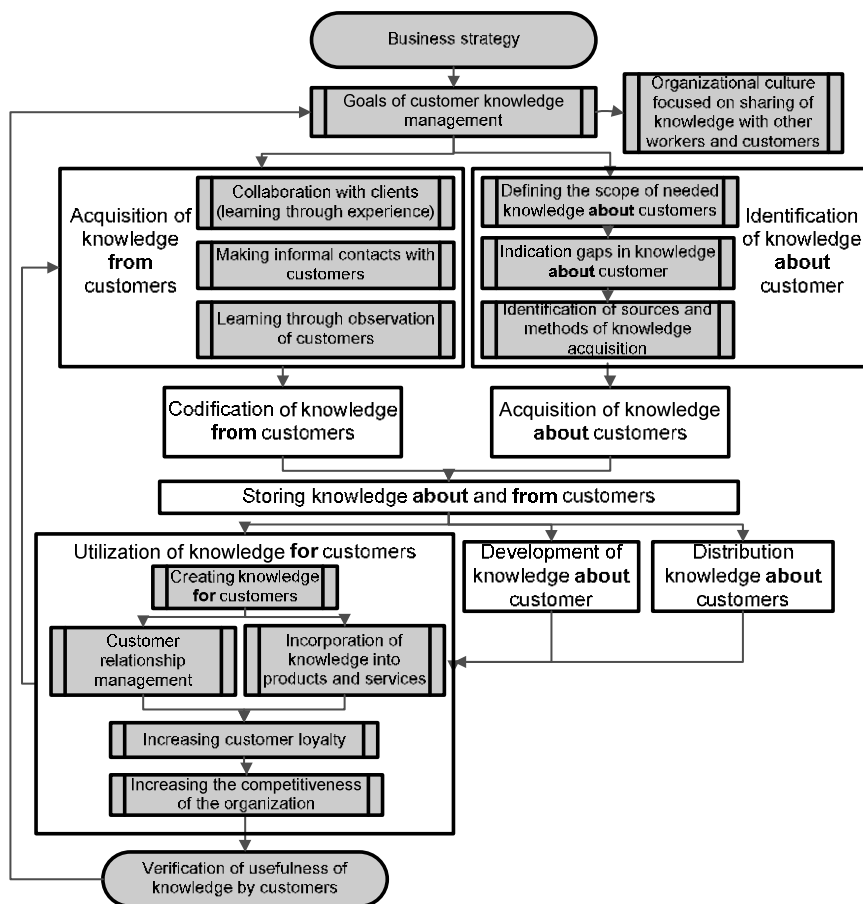 Business strategy
Goals of customer knowledge
management
Organizational culture
focused on sharing of
knowledge with other
workers and customers
Acquisition of
knowledge
from
customers
Collaboration with clients
(learning through experience)
Making informal contacts with
customers
Learning through observation
of customers
Defining the scope of needed
knowledge about customers
Indication gaps in knowledge
about customer
Identification of sources and
methods of knowledge
acquisition
Identification
of knowledge
about
customer
Codification of knowledge
from customers
Acquisition of knowledge
about customers
Storing knowledge about and from customers
Utilization of knowledge for customers
Creating knowledge
for customers
Customer
relationship
management
Incorporation of
knowledge into
products and services
Increasing customer loyalty
Increasing the competitiveness
of the organization
Development of
knowledge about
customer
Distribution
knowledge about
customers
Verification of usefulness of
knowledge by customers